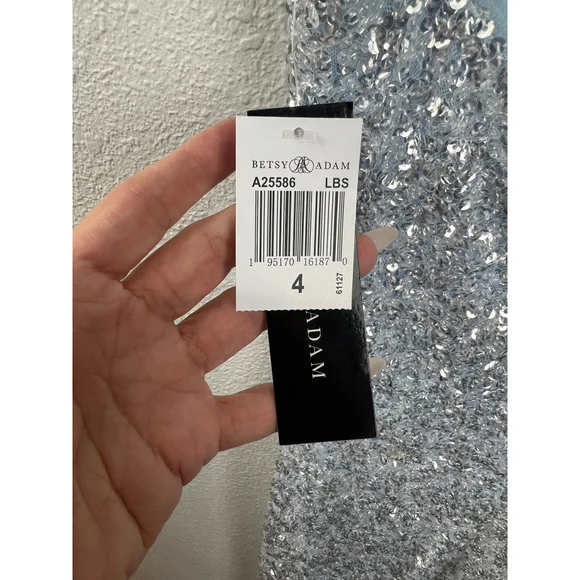 BETSY ADAM
A25586 LBS
1 95170 16187 0
4
61127
ADAM